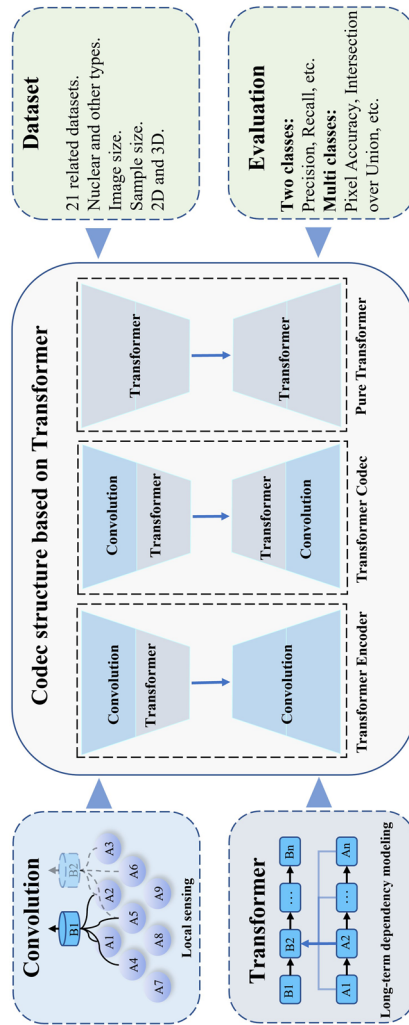 Convolution
B1
B2
A1
A2
A3
A4
A5
A6
A7
A8
A9
Local sensing
Transformer
B1
B2
...
Bn
A1
A2
...
An
Long-term dependency modeling
Codec structure based on Transformer
Convolution
Transformer
Convolution
Transformer Encoder
Convolution
Transformer
Transformer
Convolution
Transformer Codec
Transformer
Transformer
Pure Transformer
Dataset
21 related datasets.
Nuclear and other types.
Image size.
Sample size.
2D and 3D.
Evaluation
Two classes:
Precision, Recall, etc.
Multi classes:
Pixel Accuracy, Intersection
over Union, etc.